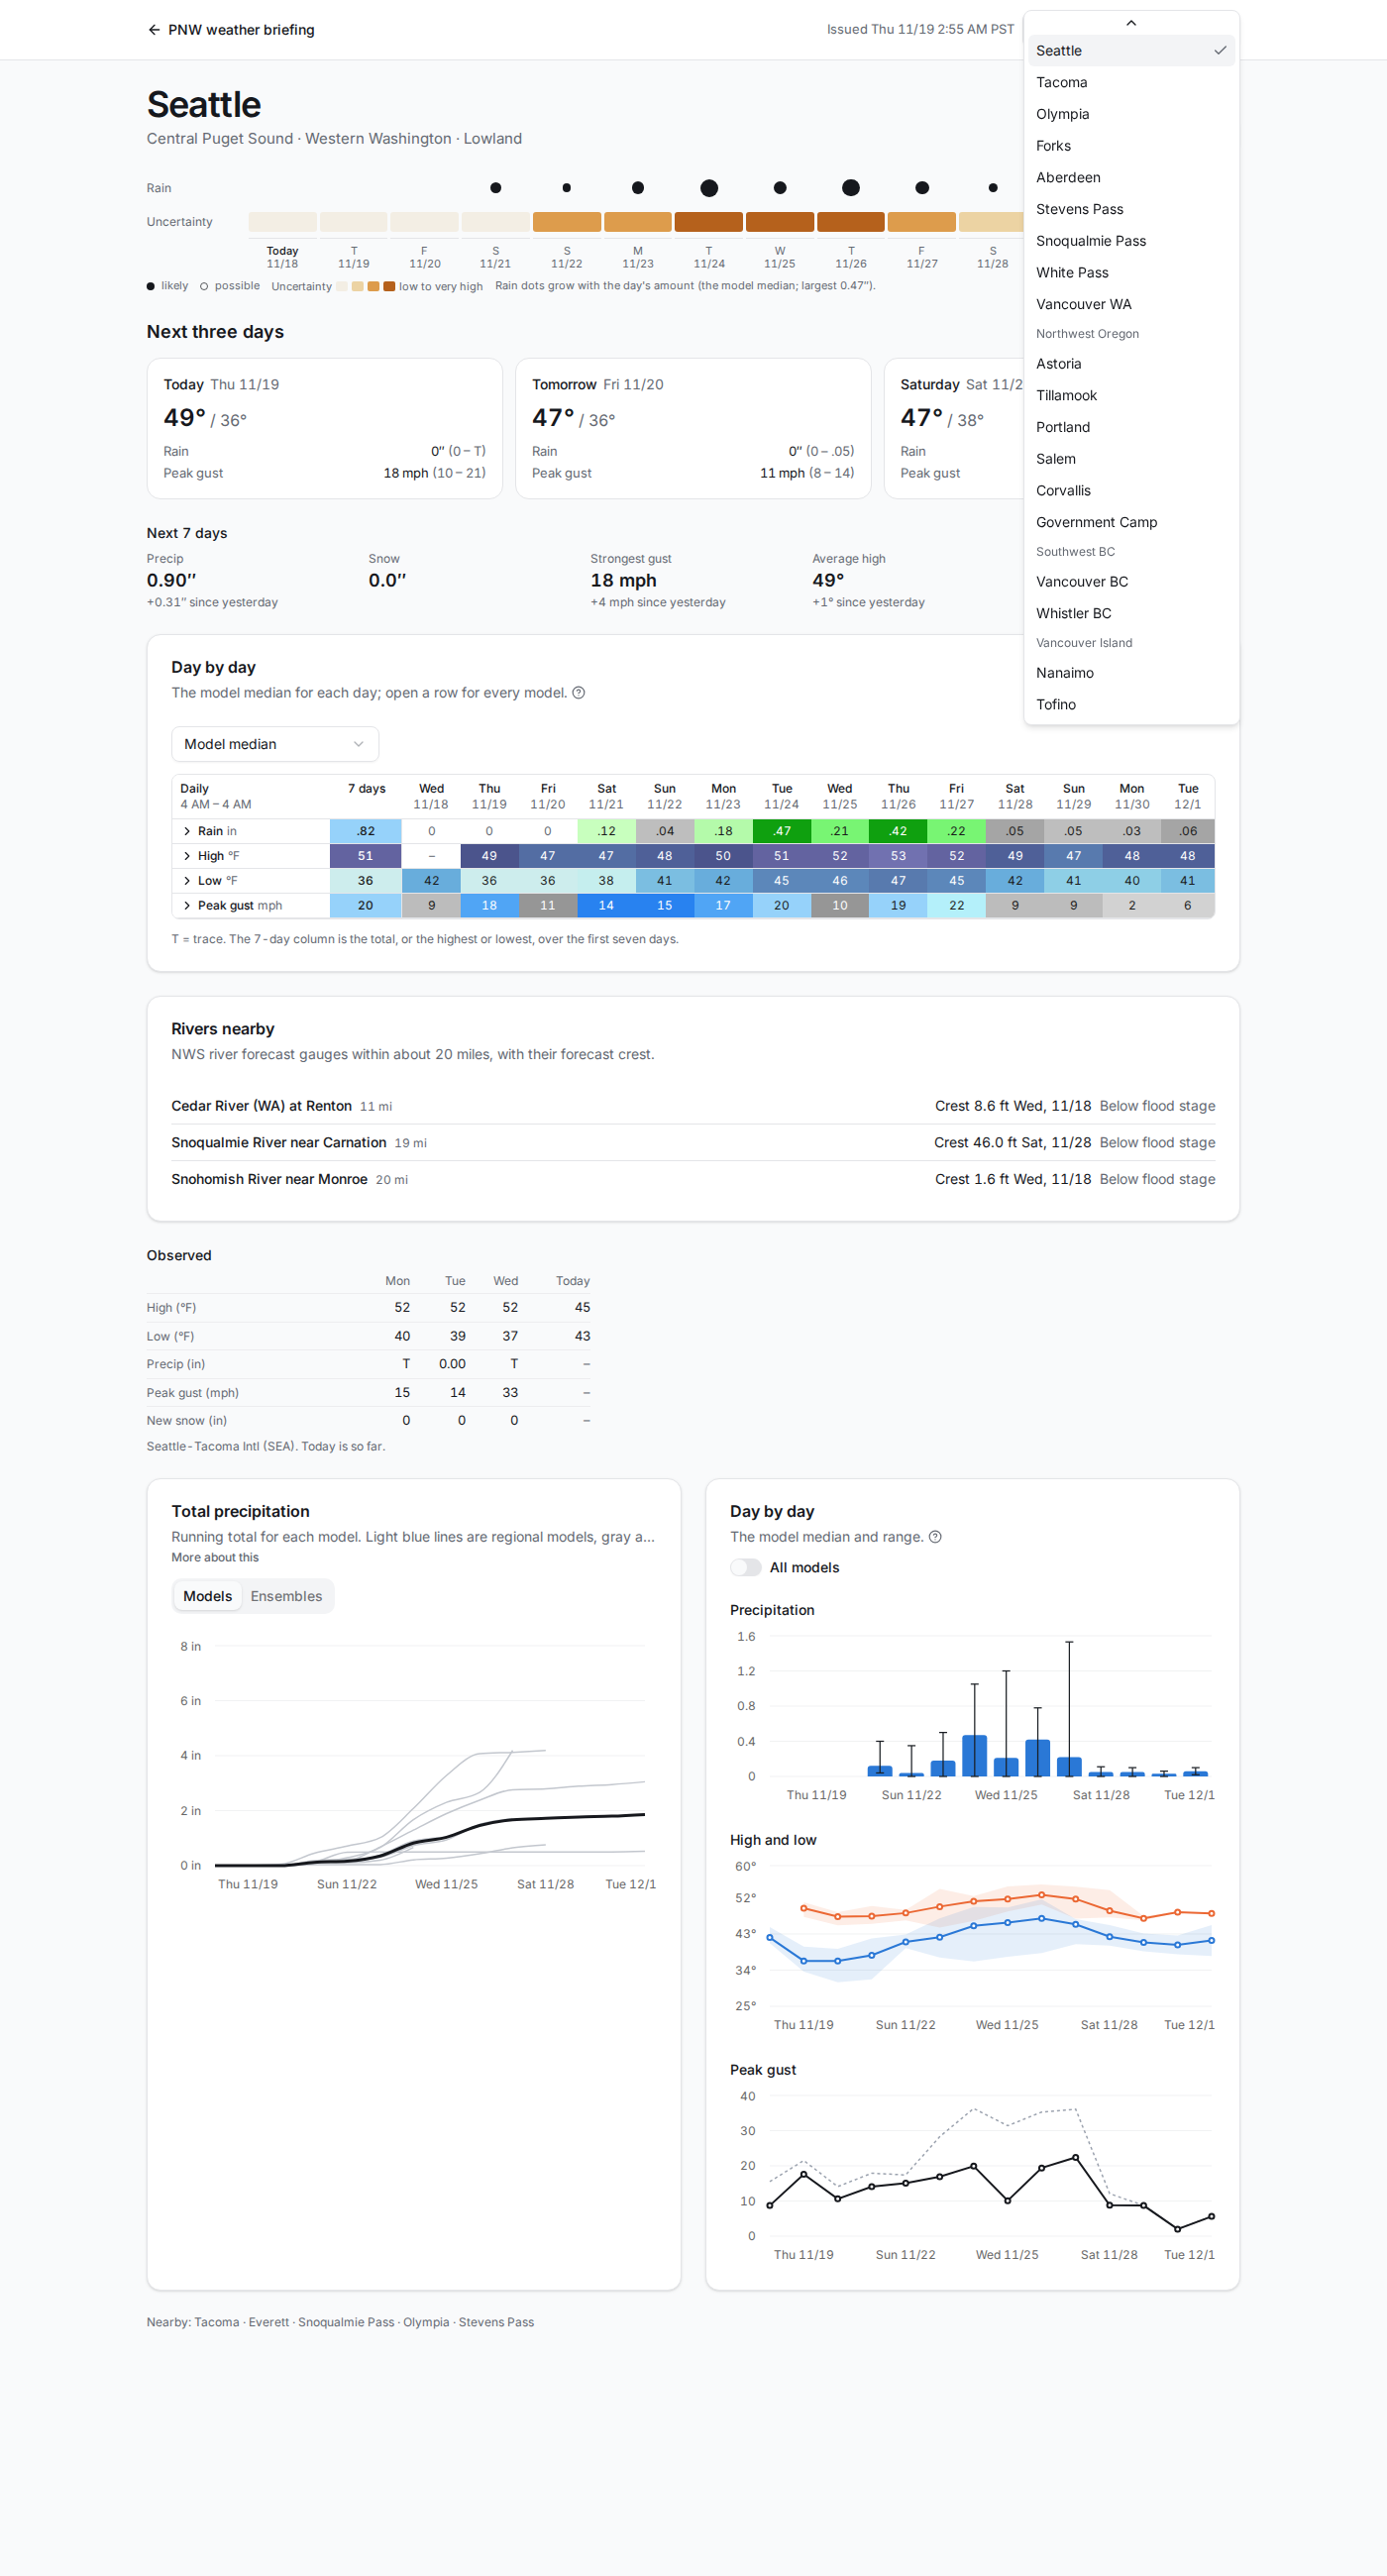 PNW weather briefing
Issued Thu 11/19 2:55 AM PST
Seattle
Tacoma
Olympia
Forks
Aberdeen
Stevens Pass
Snoqualmie Pass
White Pass
Vancouver WA
Northwest Oregon
Astoria
Tillamook
Portland
Salem
Corvallis
Government Camp
Southwest BC
Vancouver BC
Whistler BC
Vancouver Island
Nanaimo
Tofino
Seattle
Central Puget Sound · Western Washington · Lowland
Rain
Uncertainty
Today T F S S M T W T F S
11/18 11/19 11/20 11/21 11/22 11/23 11/24 11/25 11/26 11/27 11/28
likely possible Uncertainty low to very high Rain dots grow with the day's amount (the model median; largest 0.47″).
Next three days
Today Thu 11/19
49° / 36°
Rain 0″ (0 – T)
Peak gust 18 mph (10 – 21)
Tomorrow Fri 11/20
47° / 36°
Rain 0″ (0 – .05)
Peak gust 11 mph (8 – 14)
Saturday Sat 11/2
47° / 38°
Rain
Peak gust
Next 7 days
Precip Snow Strongest gust Average high
0.90″ 0.0″ 18 mph 49°
+0.31″ since yesterday +4 mph since yesterday +1° since yesterday
Day by day
The model median for each day; open a row for every model.
Model median
Daily 7 days Wed Thu Fri Sat Sun Mon Tue Wed Thu Fri Sat Sun Mon Tue
4 AM – 4 AM 11/18 11/19 11/20 11/21 11/22 11/23 11/24 11/25 11/26 11/27 11/28 11/29 11/30 12/1
Rain in .82 0 0 0 .12 .04 .18 .47 .21 .42 .22 .05 .05 .03 .06
High °F 51 – 49 47 47 48 50 51 52 53 52 49 47 48 48
Low °F 36 42 36 36 38 41 42 45 46 47 45 42 41 40 41
Peak gust mph 20 9 18 11 14 15 17 20 10 19 22 9 9 2 6
T = trace. The 7-day column is the total, or the highest or lowest, over the first seven days.
Rivers nearby
NWS river forecast gauges within about 20 miles, with their forecast crest.
Cedar River (WA) at Renton 11 mi Crest 8.6 ft Wed, 11/18 Below flood stage
Snoqualmie River near Carnation 19 mi Crest 46.0 ft Sat, 11/28 Below flood stage
Snohomish River near Monroe 20 mi Crest 1.6 ft Wed, 11/18 Below flood stage
Observed
Mon Tue Wed Today
High (°F) 52 52 52 45
Low (°F) 40 39 37 43
Precip (in) T 0.00 T –
Peak gust (mph) 15 14 33 –
New snow (in) 0 0 0 –
Seattle-Tacoma Intl (SEA). Today is so far.
Total precipitation
Running total for each model. Light blue lines are regional models, gray a...
More about this
Models Ensembles
8 in
6 in
4 in
2 in
0 in
Thu 11/19 Sun 11/22 Wed 11/25 Sat 11/28 Tue 12/1
Day by day
The model median and range.
All models
Precipitation
1.6
1.2
0.8
0.4
0
Thu 11/19 Sun 11/22 Wed 11/25 Sat 11/28 Tue 12/1
High and low
60°
52°
43°
34°
25°
Thu 11/19 Sun 11/22 Wed 11/25 Sat 11/28 Tue 12/1
Peak gust
40
30
20
10
0
Thu 11/19 Sun 11/22 Wed 11/25 Sat 11/28 Tue 12/1
Nearby: Tacoma · Everett · Snoqualmie Pass · Olympia · Stevens Pass